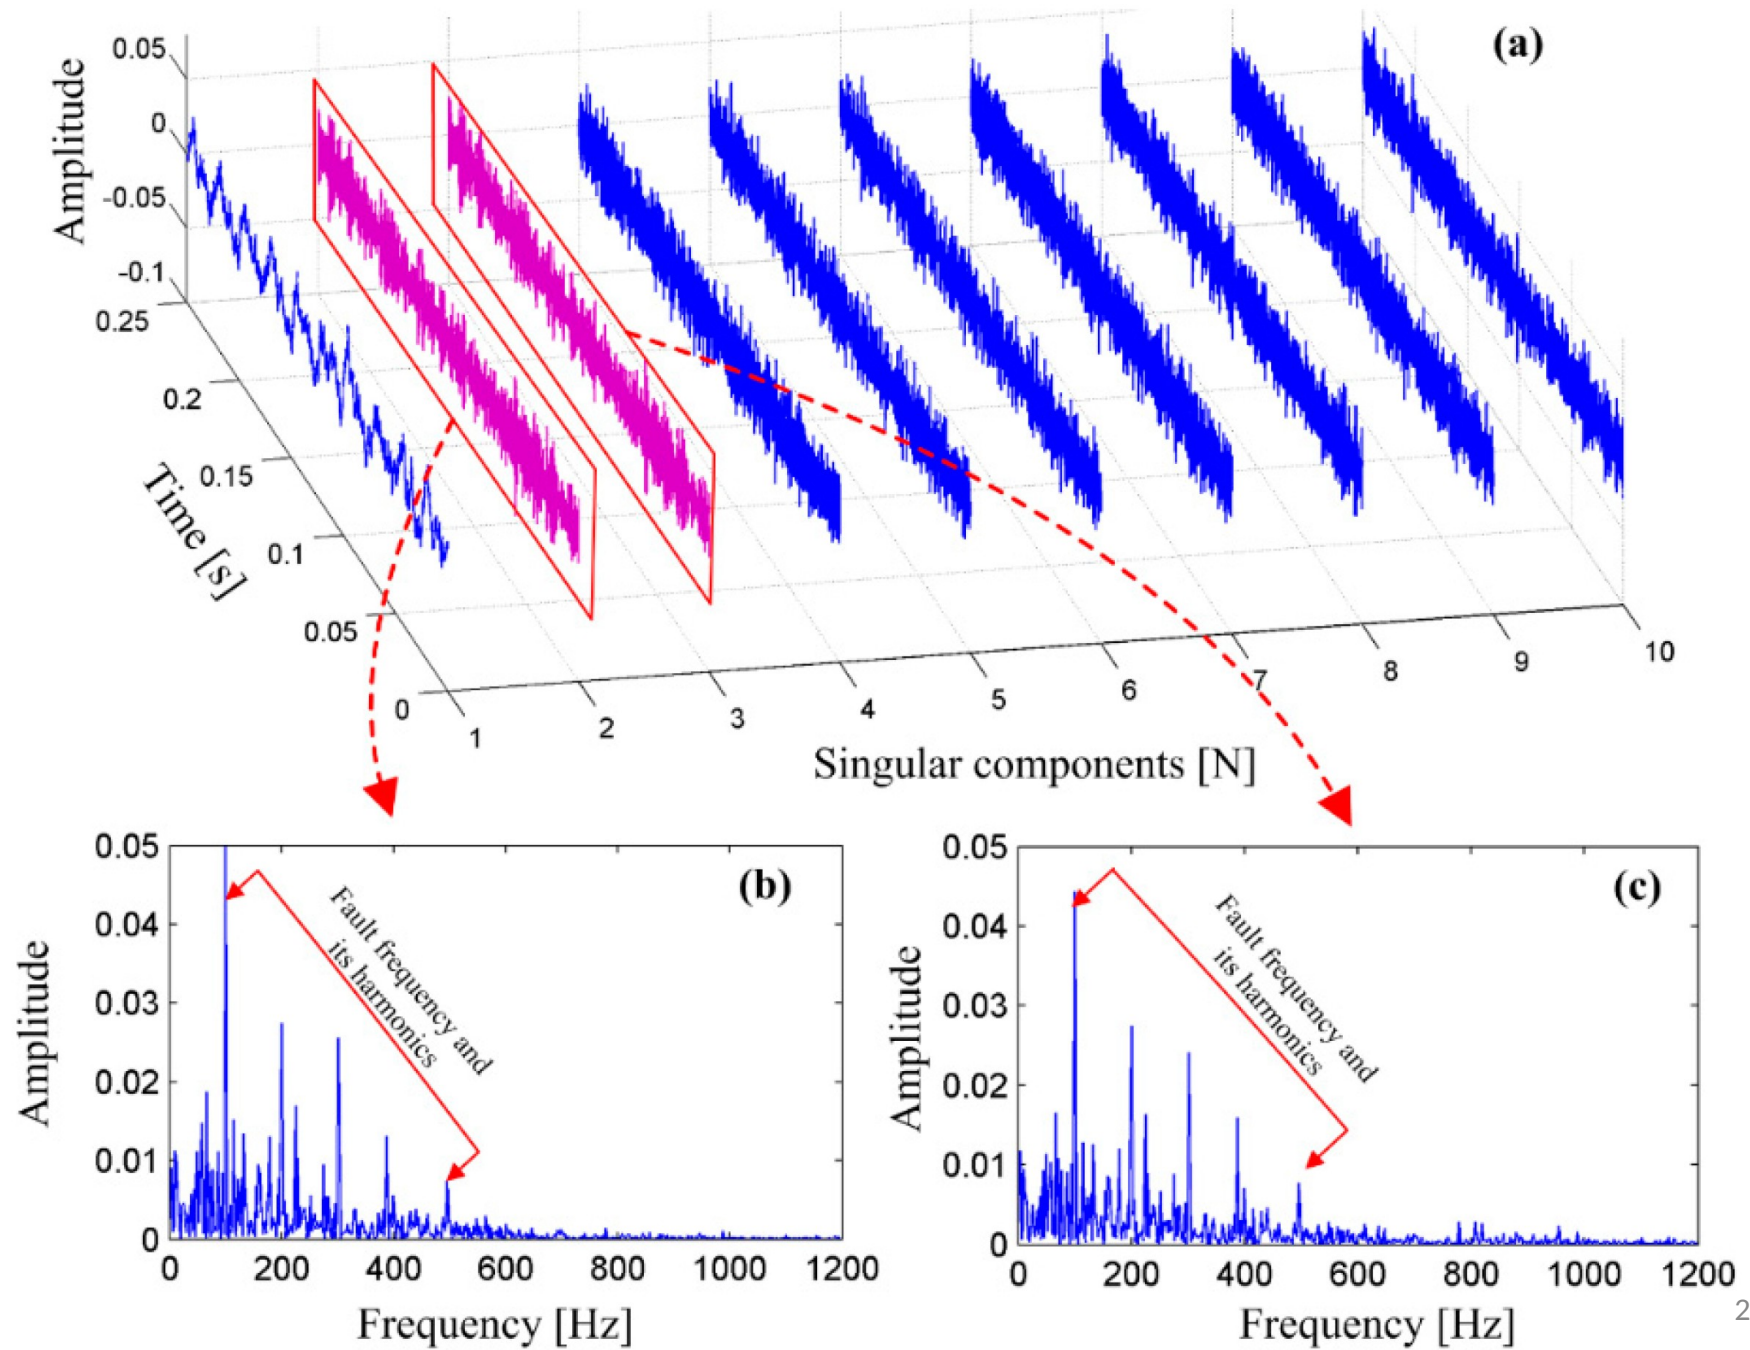 (a)
Amplitude
0.05
0
-0.05
-0.1
0.25
0.2
0.15
0.1
0.05
0
Time [s]
1
2
3
4
5
6
7
8
9
10
Singular components [N]
(b)
Amplitude
0.05
0.04
0.03
0.02
0.01
0
Fault frequency and
its harmonics
0 200 400 600 800 1000 1200
Frequency [Hz]
(c)
Amplitude
0.05
0.04
0.03
0.02
0.01
0
Fault frequency and
its harmonics
0 200 400 600 800 1000 1200
Frequency [Hz]
2